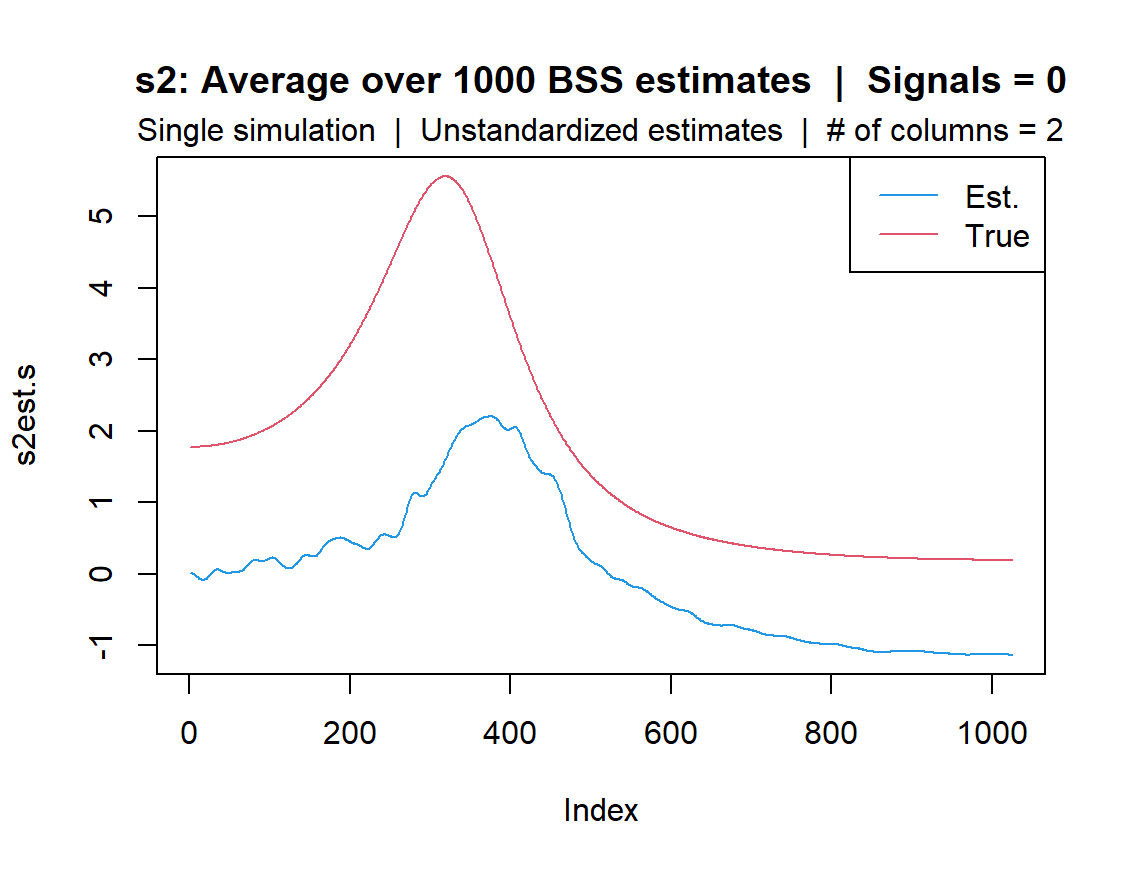 s2: Average over 1000 BSS estimates | Signals = 0
Single simulation | Unstandardized estimates | # of columns = 2
Est.
True
s2est.s
5
4
3
2
1
0
-1
0 200 400 600 800 1000
Index